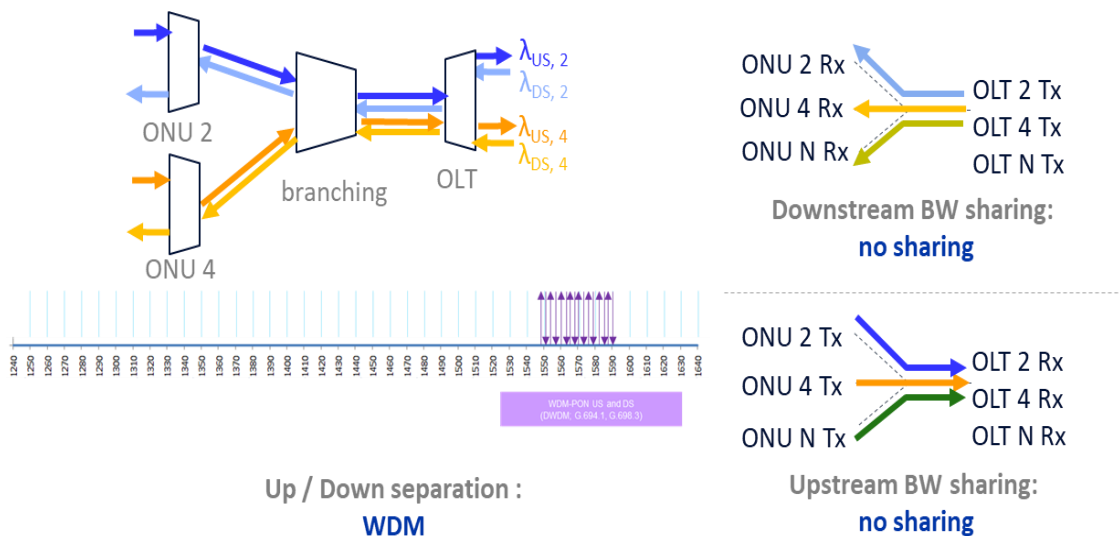 λUS, 2
λDS, 2
λUS, 4
λDS, 4
ONU 2
ONU 4
branching
OLT
ONU 2 Rx
ONU 4 Rx
ONU N Rx
OLT 2 Tx
OLT 4 Tx
OLT N Tx
Downstream BW sharing:
no sharing
1240 1250 1260 1270 1280 1290 1300 1310 1320 1330 1340 1350 1360 1370 1380 1390 1400 1410 1420 1430 1440 1450 1460 1470 1480 1490 1500 1510 1520 1530 1540 1550 1560 1570 1580 1590 1600 1610 1620 1630 1640
WDM-PON US and DS
(DWDM; G.694.1, G.698.3)
Up / Down separation :
WDM
ONU 2 Tx
ONU 4 Tx
ONU N Tx
OLT 2 Rx
OLT 4 Rx
OLT N Rx
Upstream BW sharing:
no sharing